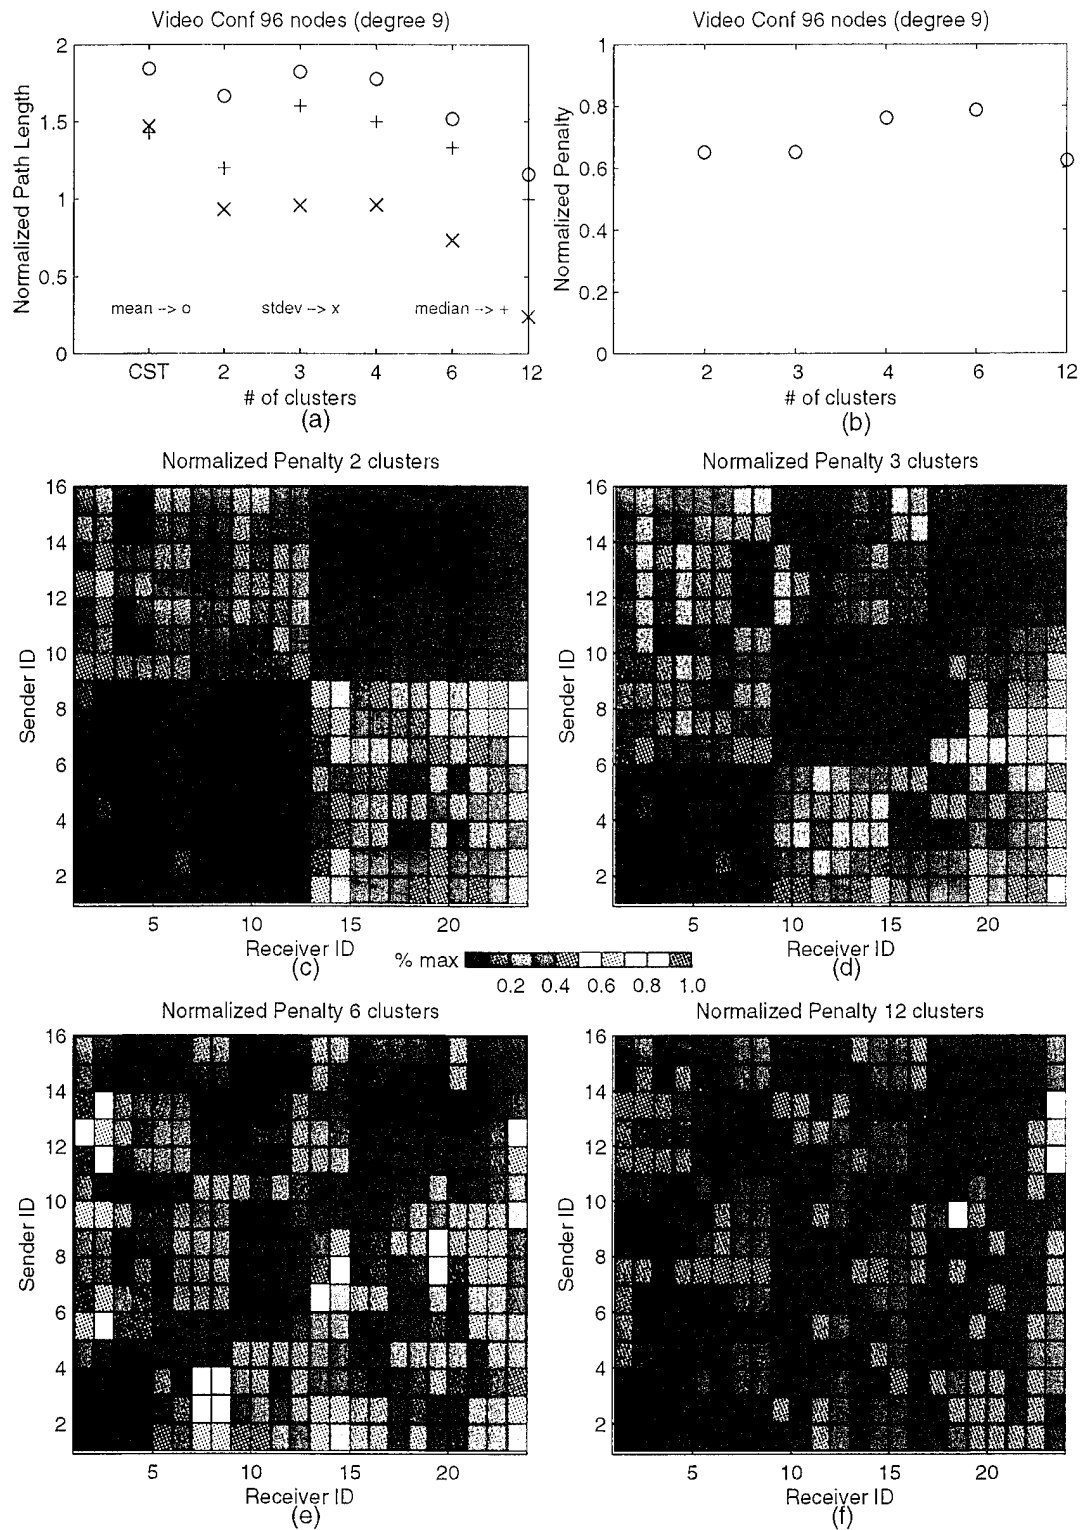 Video Conf 96 nodes (degree 9)
2
1.5
1
0.5
0
Normalized Path Length
mean --> o
stdev --> x
median --> +
CST 2 3 4 6 12
# of clusters
(a)
Video Conf 96 nodes (degree 9)
1
0.8
0.6
0.4
0.2
0
Normalized Penalty
2 3 4 6 12
# of clusters
(b)
Normalized Penalty 2 clusters
16
14
12
10
8
6
4
2
Sender ID
5 10 15 20
Receiver ID
(c)
Normalized Penalty 3 clusters
16
14
12
10
8
6
4
2
Sender ID
5 10 15 20
Receiver ID
(d)
% max
0.2 0.4 0.6 0.8 1.0
Normalized Penalty 6 clusters
16
14
12
10
8
6
4
2
Sender ID
5 10 15 20
Receiver ID
(e)
Normalized Penalty 12 clusters
16
14
12
10
8
6
4
2
Sender ID
5 10 15 20
Receiver ID
(f)